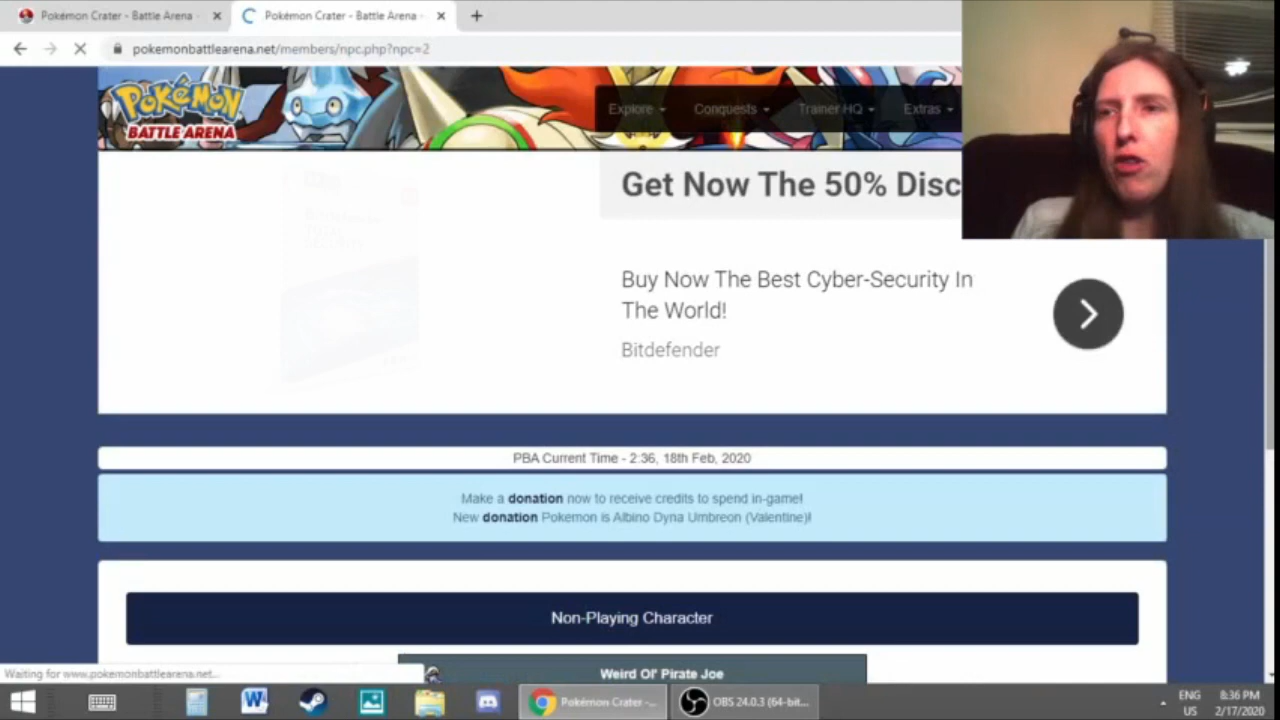 Pokémon Crater - Battle Arena -
Pokémon Crater - Battle Arena -
pokemonbattlearena.net/members/npc.php?npc=2
POKéMON
BATTLE ARENA
Explore
Conquests
Trainer HQ
Extras
Get Now The 50% Disc
Buy Now The Best Cyber-Security In
The World!
Bitdefender
PBA Current Time - 2:36, 18th Feb, 2020
Make a donation now to receive credits to spend in-game!
New donation Pokemon is Albino Dyna Umbreon (Valentine)!
Non-Playing Character
Weird Ol' Pirate Joe
Waiting for www.pokemonbattlearena.net...
Pokémon Crater -...
OBS 24.0.3 (64-bit...
ENG
US
8:36 PM
2/17/2020